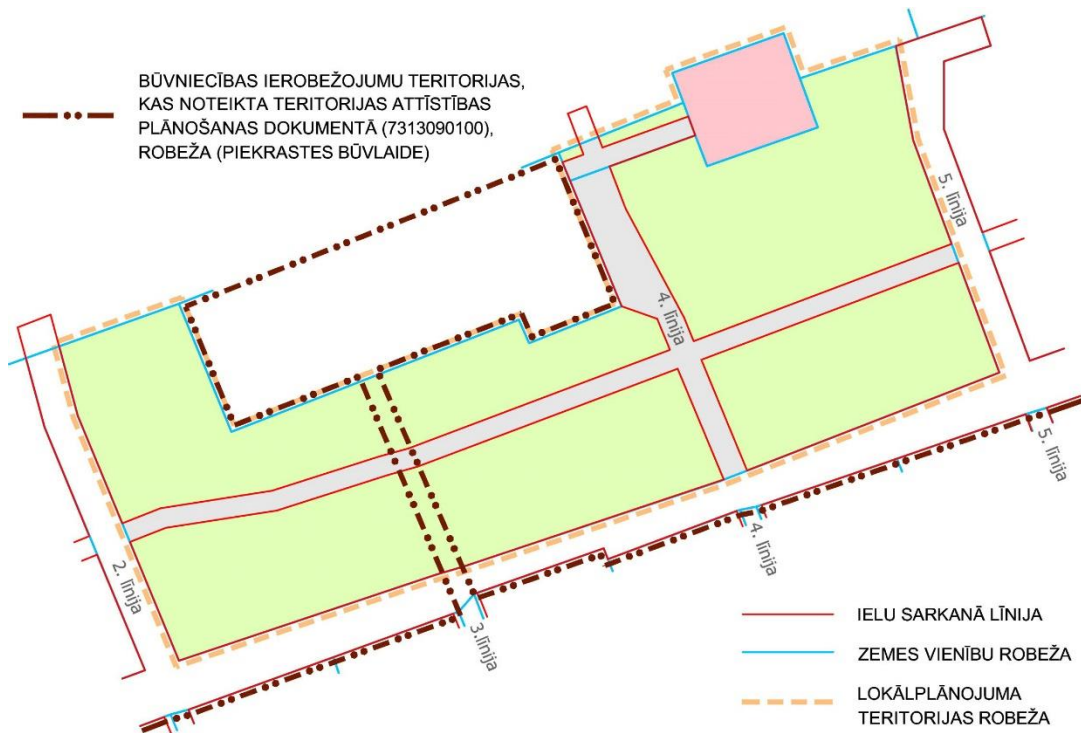 BŪVNIECĪBAS IEROBEŽOJUMU TERITORIJAS,
KAS NOTEIKTA TERITORIJAS ATTĪSTĪBAS
PLĀNOŠANAS DOKUMENTĀ (7313090100),
ROBEŽA (PIEKRASTES BŪVLAIDE)
5. līnija
4. līnija
2. līnija
3.līnija
4. līnija
5. līnija
IELU SARKANĀ LĪNIJA
ZEMES VIENĪBU ROBEŽA
LOKĀLPLĀNOJUMA
TERITORIJAS ROBEŽA